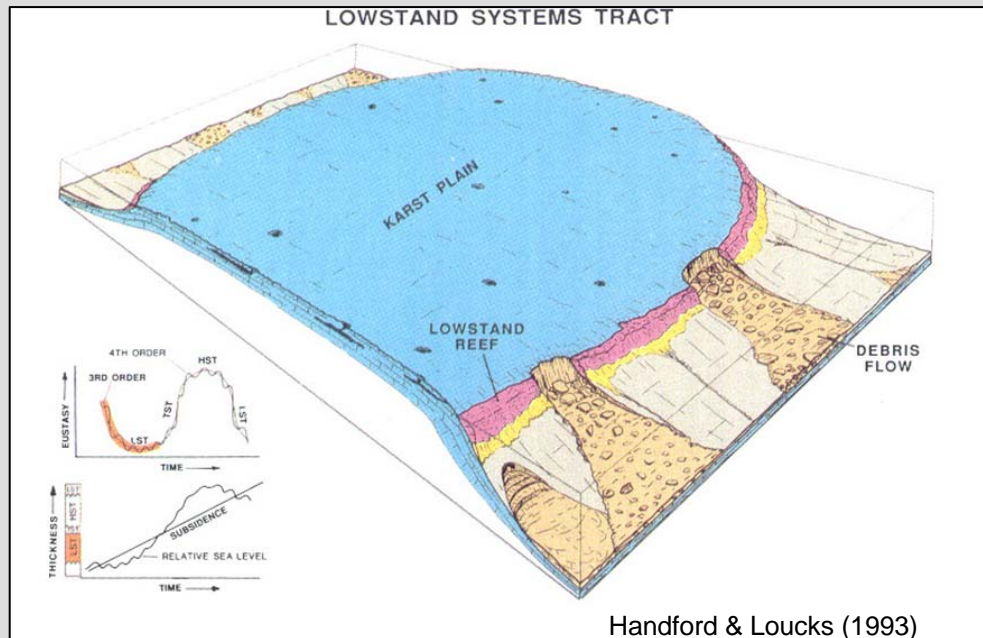 LOWSTAND SYSTEMS TRACT
KARST PLAIN
LOWSTAND
REEF
DEBRIS
FLOW
4TH ORDER
HST
3RD ORDER
EUSTASY
LST
TST
LST
TIME
LST
HST
TST
LST
THICKNESS
SUBSIDENCE
RELATIVE SEA LEVEL
TIME
Handford & Loucks (1993)